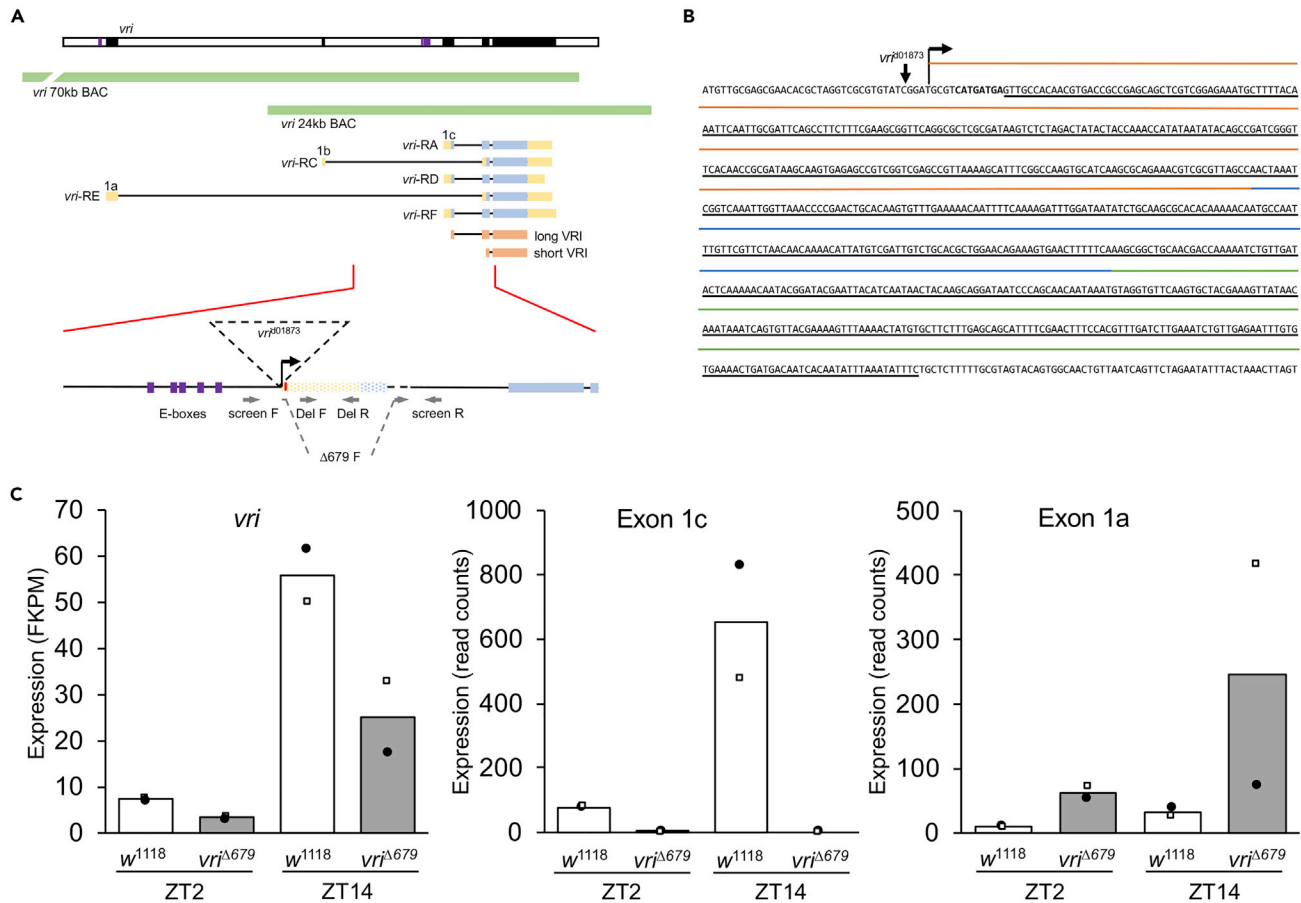 A
vri
vri 70kb BAC
vri 24kb BAC
1c
vri-RA
1b
vri-RC
vri-RD
1a
vri-RE
vri-RF
long VRI
short VRI
vri^d01873
E-boxes
screen F
Del F
Del R
screen R
Δ679 F
B
vri^d01873
ATGTTGCGAGCGAACACGCTAGGTCGCGTGTATCGGATGCGTCATGATGAGTTGCCACAACGTGACCGCCGAGCAGCTCGTCGGAGAAATGCTTTTACA
AATTCAATTGCGATTCAGCCTTCTTTCGAAGCGGTTCAGGCGCTCGCGATAAGTCTCTAGACTATACTACCAAACCATATAATATACAGCCGATCGGGT
TCACAACCGCGATAAGCAAGTGAGAGCCGTCGGTCGAGCCGTTAAAAGCATTTCGGCCAAGTGCATCAAGCGCAGAAACGTCGCGTTAGCCAACTAAAT
CGGTCAAATTGGTTAAACCCCGAACTGCACAAGTGTTTGAAAAACAATTTTCAAAAGATTTGGATAATATCTGCAAGCGCACACAAAAACAATGCCAAT
TTGTTCGTTCTAACAACAAAACATTATGTCGATTGTCTGCACGCTGGAACAGAAAGTGAACTTTTTCAAAGCGGCTGCAACGACCAAAAATCTGTTGAT
ACTCAAAAACAATACGGATACGAATTACATCAATAACTACAAGCAGGATAATCCCAGCAACAATAAATGTAGGTGTTCAAGTGCTACGAAAGTTATAAC
AAATAAATCAGTGTTACGAAAAGTTTAAAACTATGTGCTTCTTTGAGCAGCATTTTCGAACTTTCCACGTTTGATCTTGAAATCTGTTGAGAATTTGTG
TGAAAACTGATGACAATCACAATATTTAAATATTTCTGCTCTTTTTGCGTAGTACAGTGGCAACTGTTAATCAGTTCTAGAATATTTACTAAACTTAGT
C
vri
Expression (FKPM)
70
60
50
40
30
20
10
0
w^1118
vri^Δ679
w^1118
vri^Δ679
ZT2
ZT14
Exon 1c
Expression (read counts)
1000
800
600
400
200
0
w^1118
vri^Δ679
w^1118
vri^Δ679
ZT2
ZT14
Exon 1a
Expression (read counts)
500
400
300
200
100
0
w^1118
vri^Δ679
w^1118
vri^Δ679
ZT2
ZT14